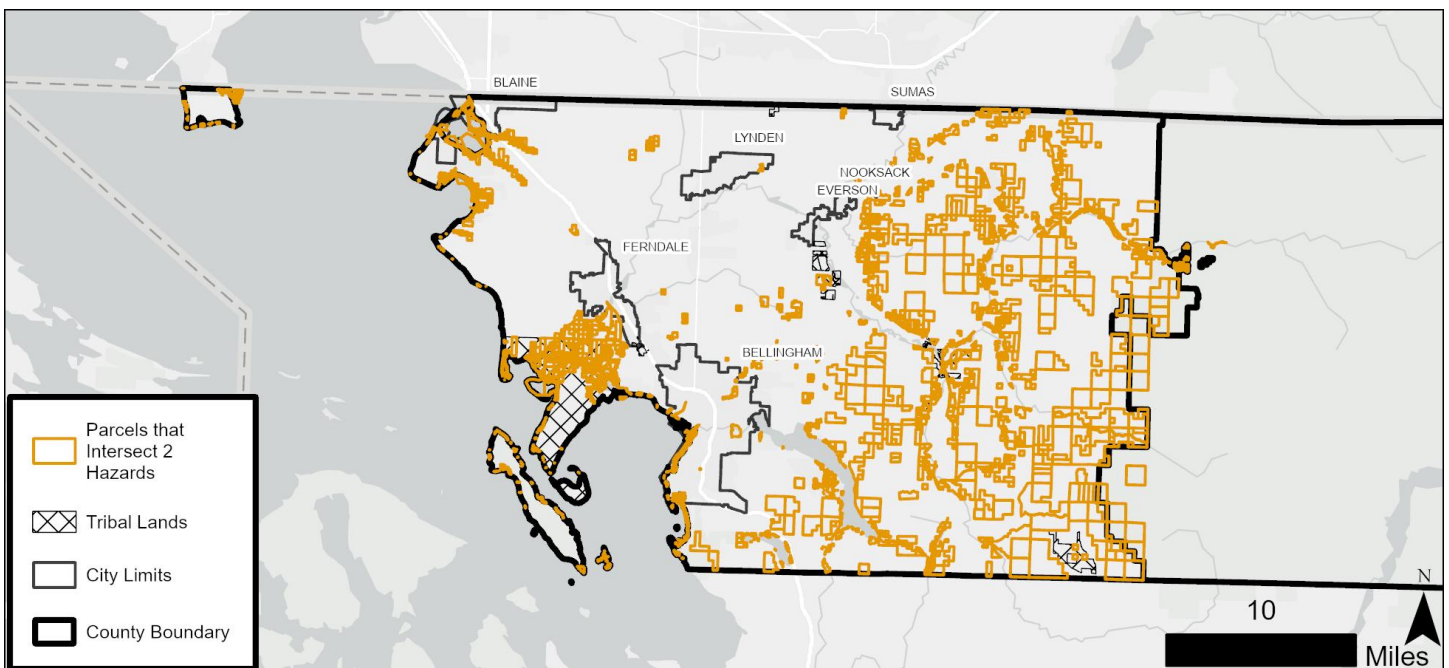 BLAINE
SUMAS
LYNDEN
NOOKSACK
EVERSON
FERNDALE
BELLINGHAM
Parcels that
Intersect 2
Hazards
Tribal Lands
City Limits
County Boundary
N
10
Miles